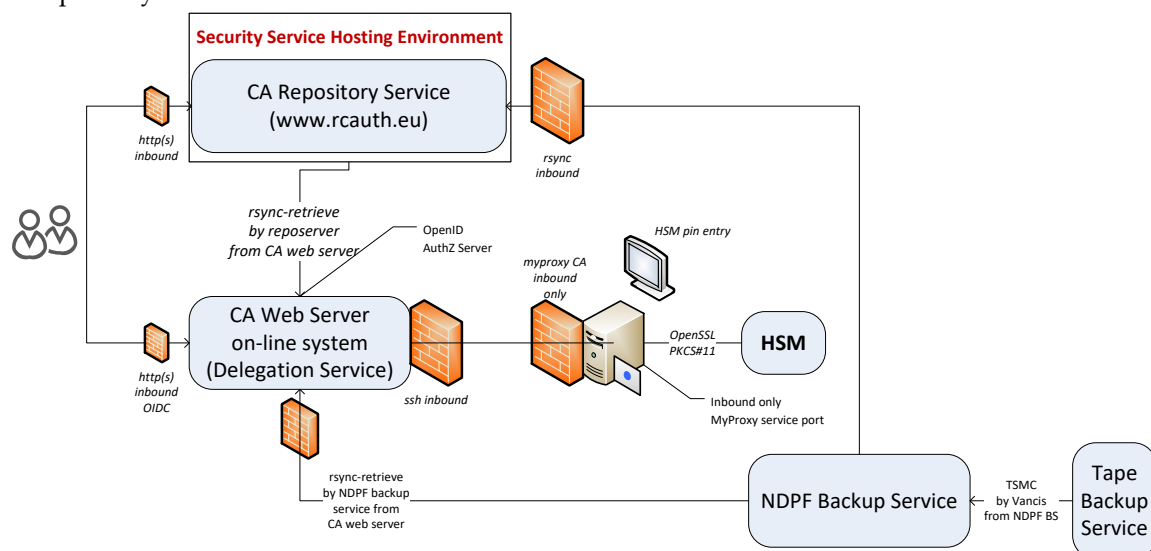 Security Service Hosting Environment
CA Repository Service
(www.rcauth.eu)
http(s)
inbound
rsync
inbound
rsync-retrieve
by reposerver
from CA web server
OpenID
AuthZ Server
HSM pin entry
myproxy CA
inbound
only
CA Web Server
on-line system
(Delegation Service)
OpenSSL
PKCS#11
HSM
http(s)
inbound
OIDC
ssh inbound
Inbound only
MyProxy service port
rsync-retrieve
by NDPF backup
service from
CA web server
NDPF Backup Service
TSMC
by Vancis
from NDPF BS
Tape
Backup
Service